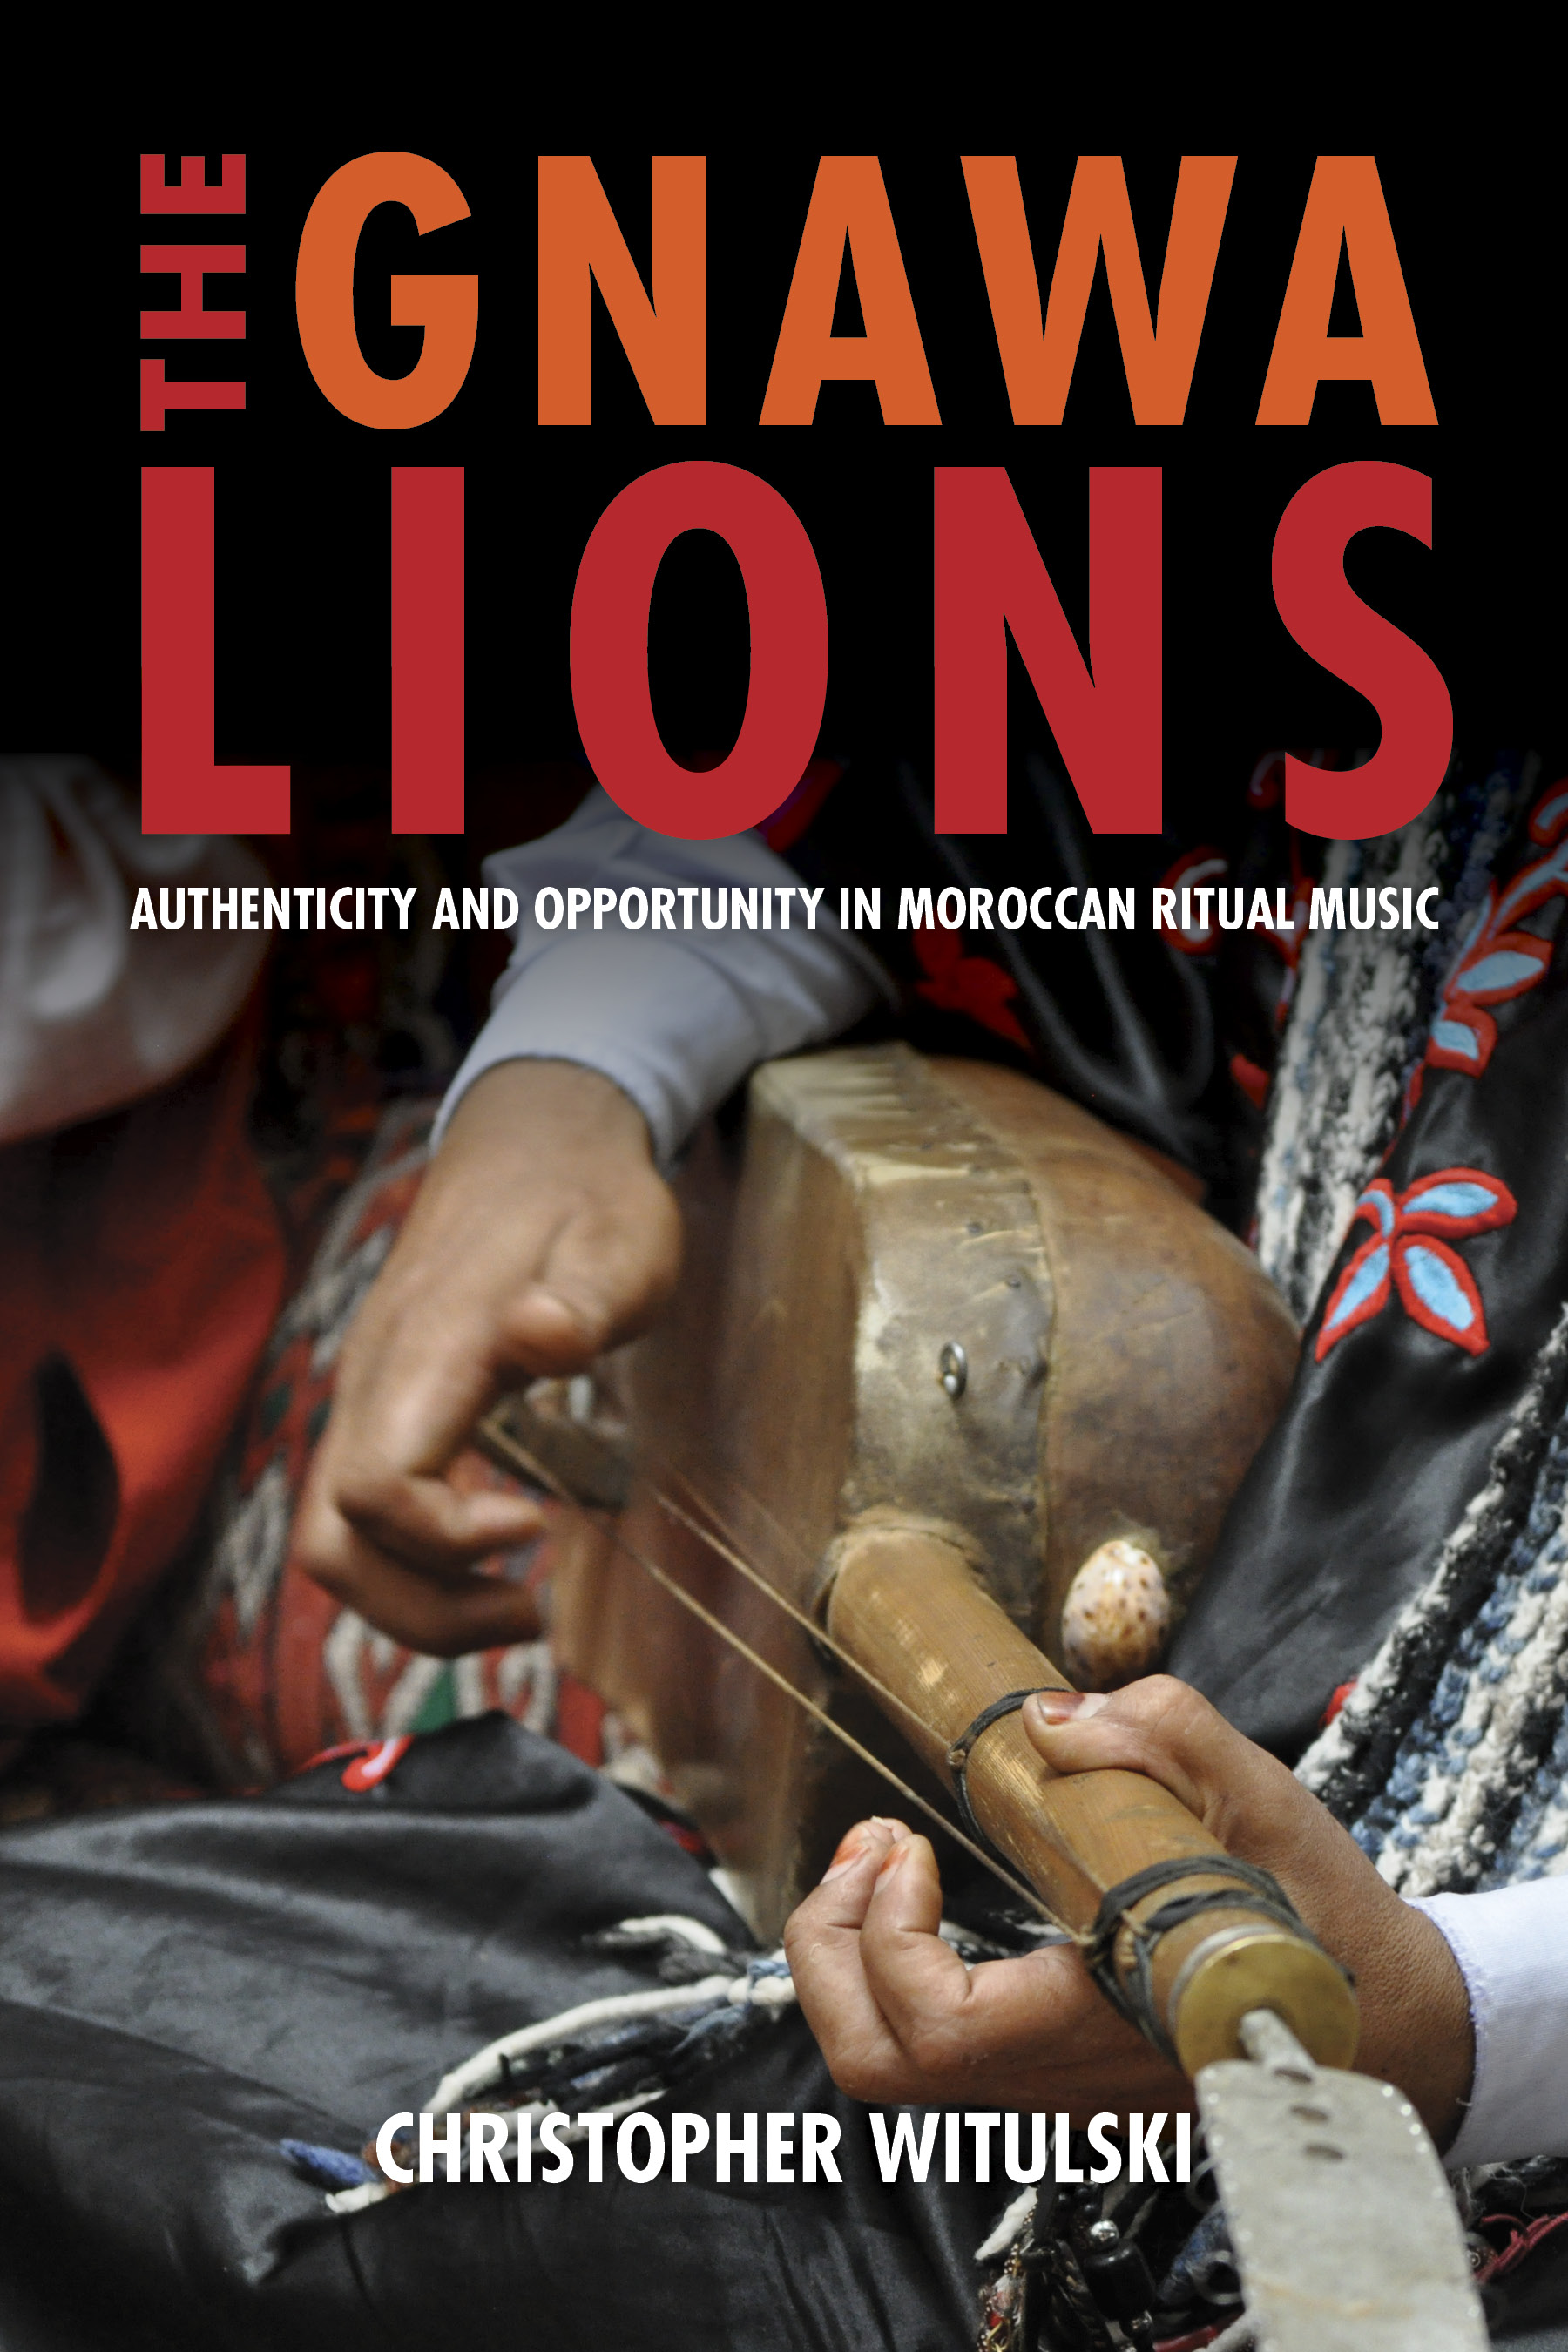 THE GNAWA
LIONS
AUTHENTICITY AND OPPORTUNITY IN MOROCCAN RITUAL MUSIC
CHRISTOPHER WITULSKI